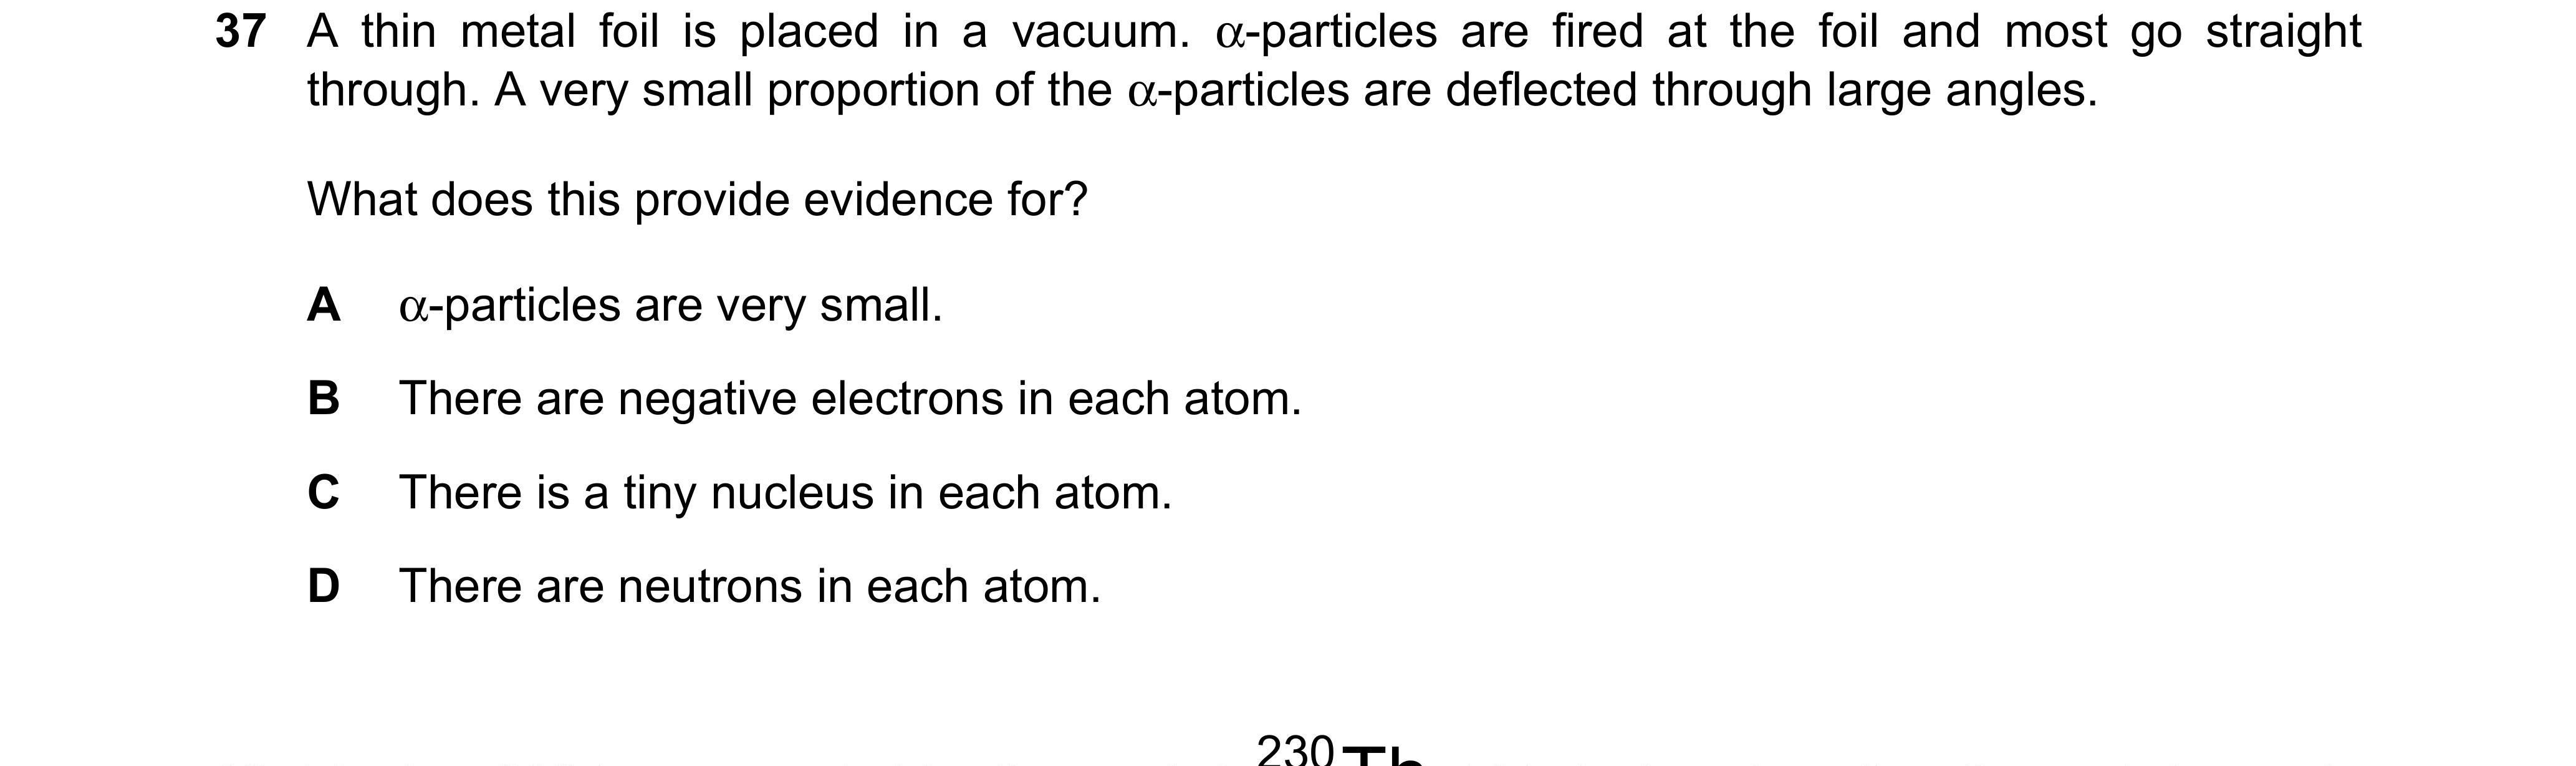 37 A thin metal foil is placed in a vacuum. α-particles are fired at the foil and most go straight
through. A very small proportion of the α-particles are deflected through large angles.
What does this provide evidence for?
A α-particles are very small.
B There are negative electrons in each atom.
C There is a tiny nucleus in each atom.
D There are neutrons in each atom.
230